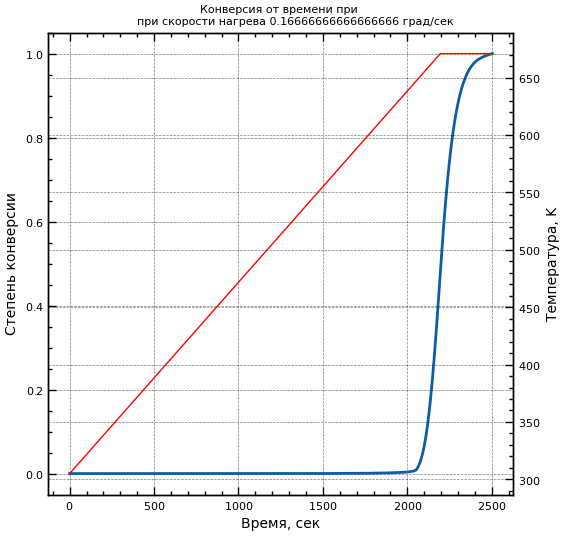 Конверсия от времени при
при скорости нагрева 0.16666666666666666 град/сек
1.0
0.8
0.6
0.4
0.2
0.0
Степень конверсии
650
600
550
500
450
400
350
300
Температура, К
0 500 1000 1500 2000 2500
Время, сек